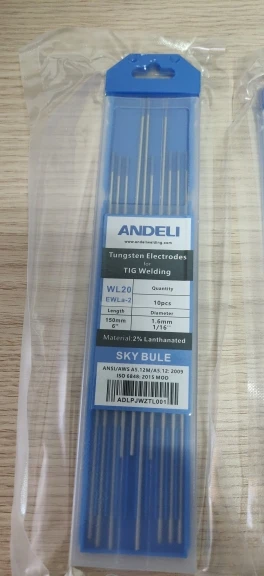 ANDELI
www.andeliwelding.com
Tungsten Electrodes
for
TIG Welding
WL20
EWLa-2
Quantity
10pcs
Length
Diameter
150mm
6"
1.6mm
1/16"
Material:2% Lanthanated
SKY BULE
ANSI/AWS A5.12M/A5.12: 2009
ISO 6848: 2015 MOD
ADLPJWZTL001